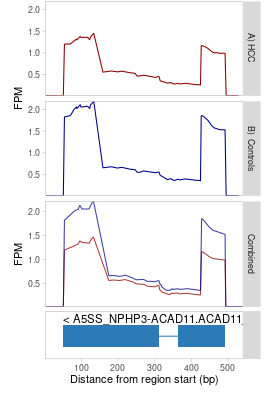 2.0
1.5
1.0
0.5
A) HCC
FPM
2.0
1.5
1.0
0.5
B) Controls
2.0
1.5
1.0
0.5
Combined
FPM
< A5SS_NPHP3-ACAD11.ACAD11_
100
200
300
400
500
Distance from region start (bp)